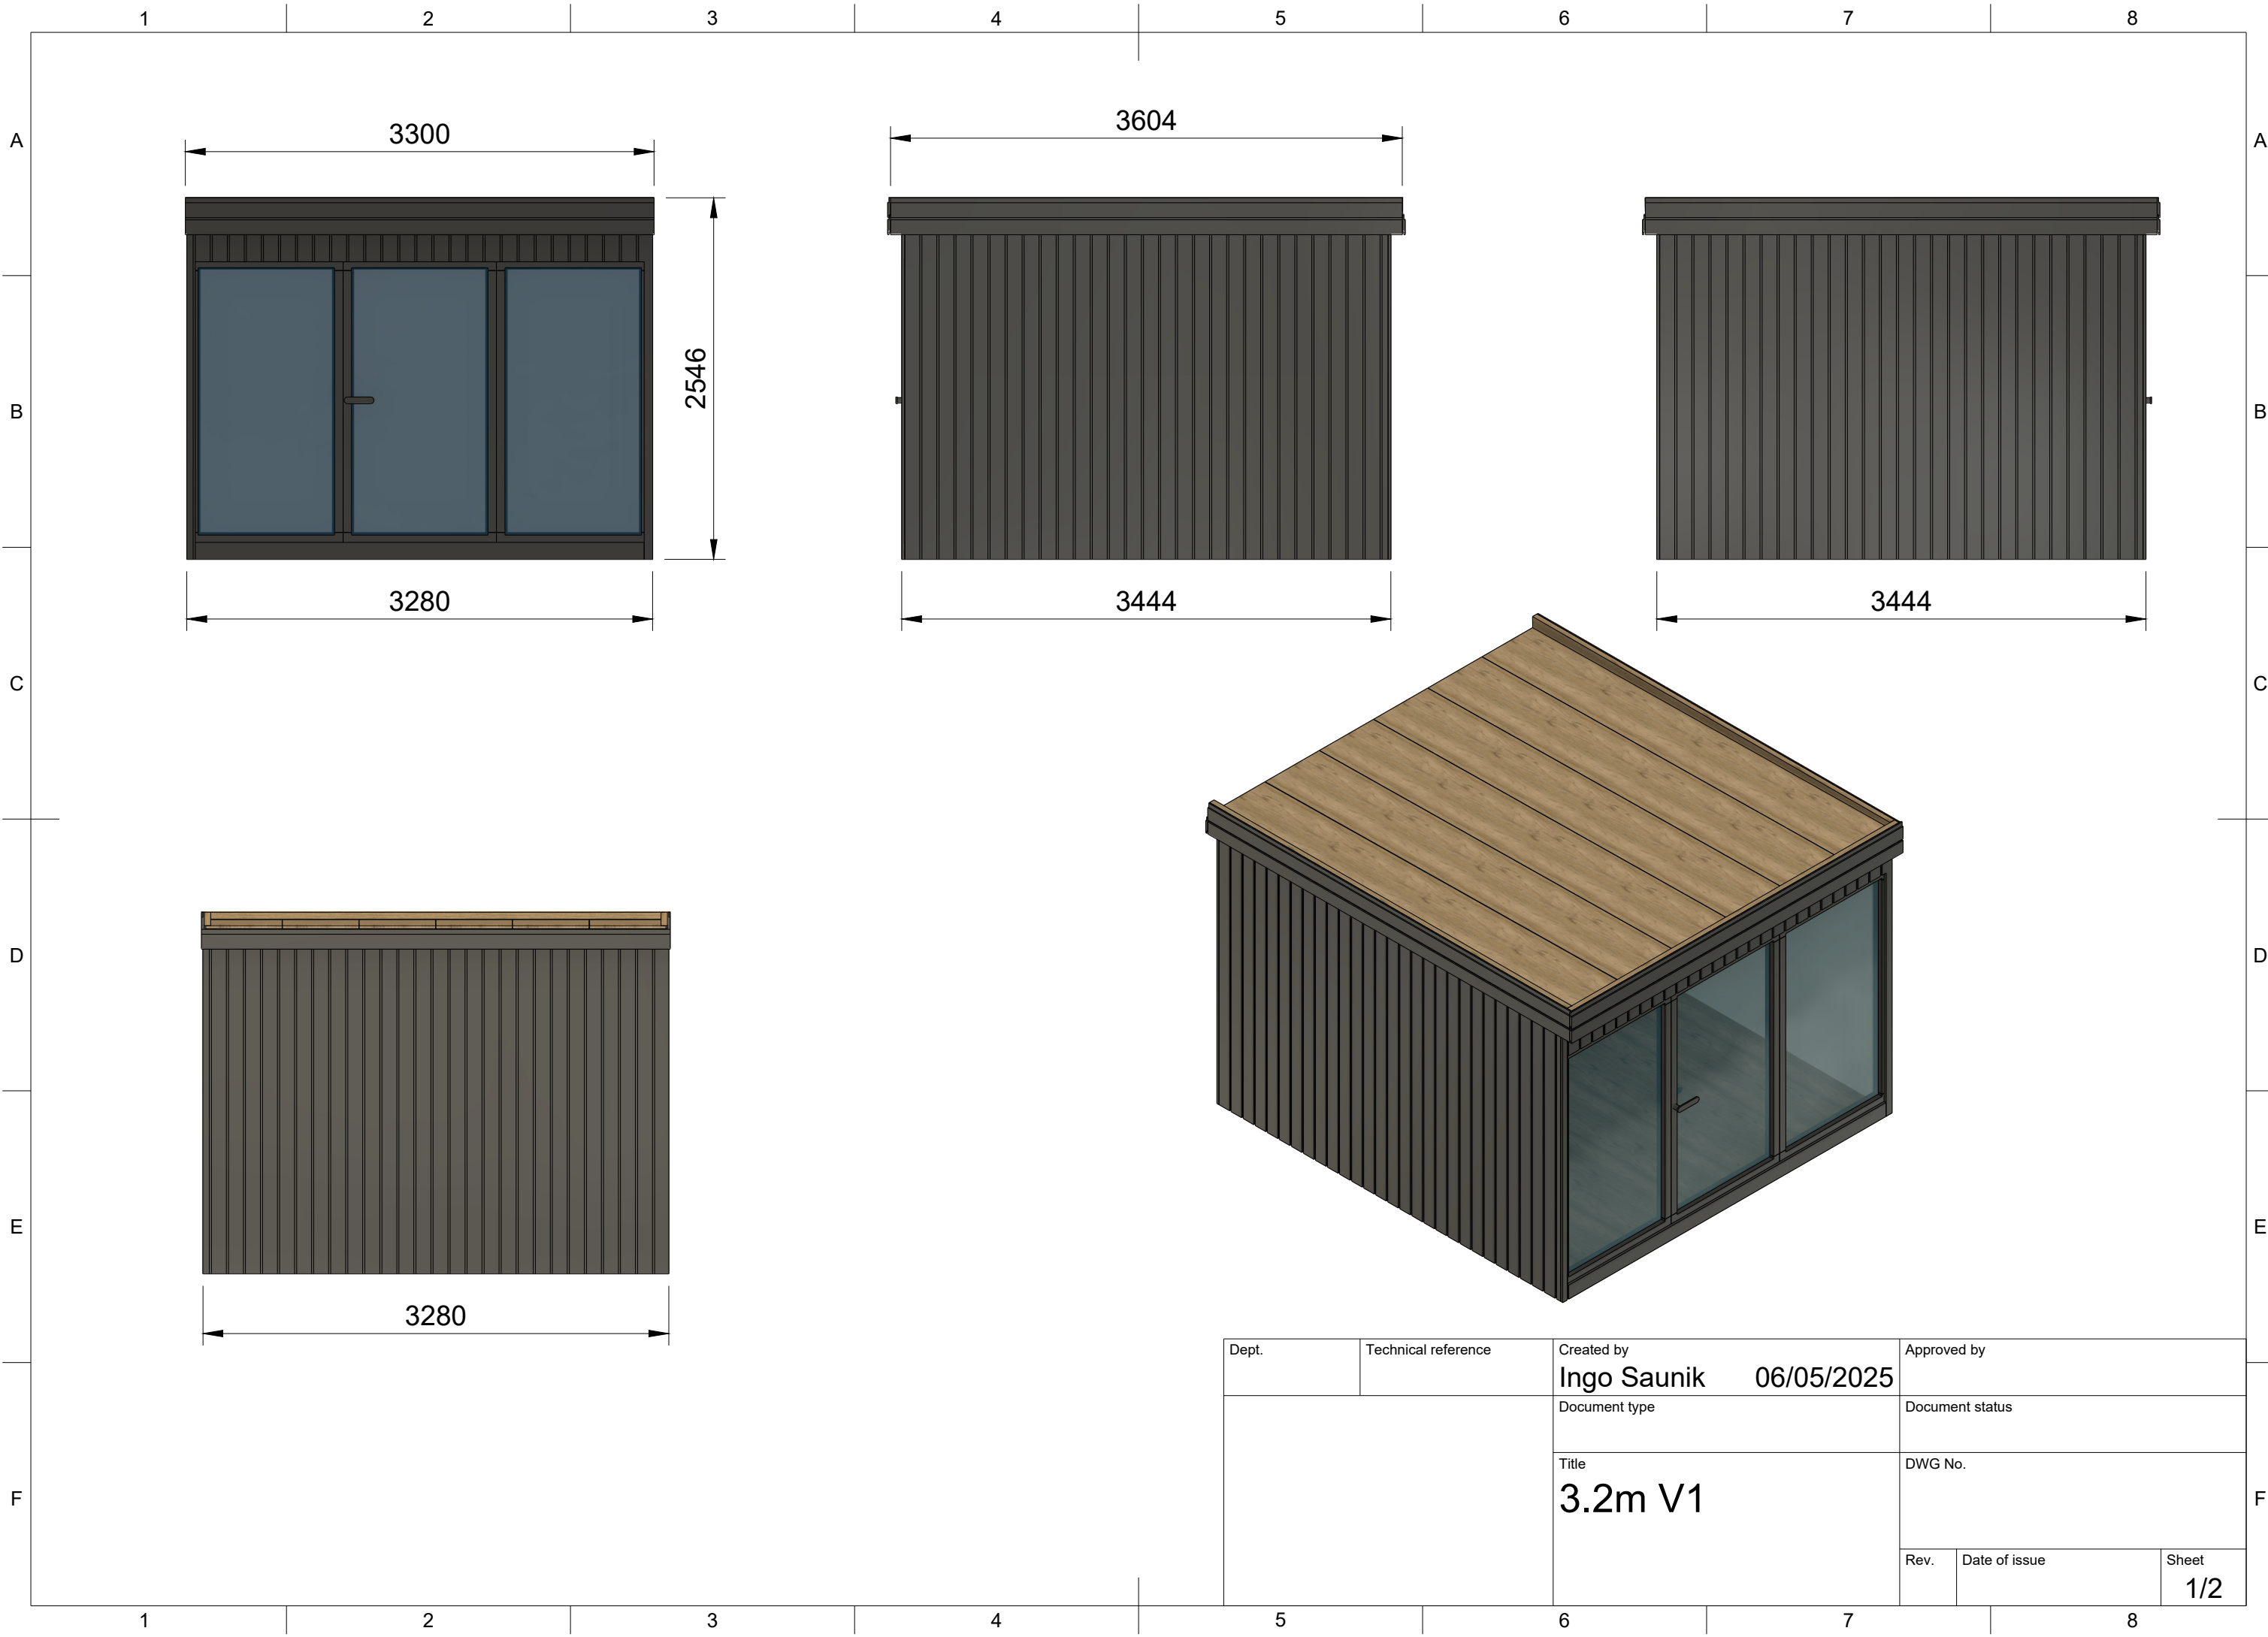 1 2 3 4 5 6 7 8
A A
3300
3604
2546
B B
3280
3444
3444
C C
D D
E E
3280
Dept.
Technical reference
Created by
Ingo Saunik 06/05/2025
Approved by
Document type
Document status
Title
3.2m V1
DWG No.
F F
Rev.
Date of issue
Sheet
1/2
1 2 3 4 5 6 7 8